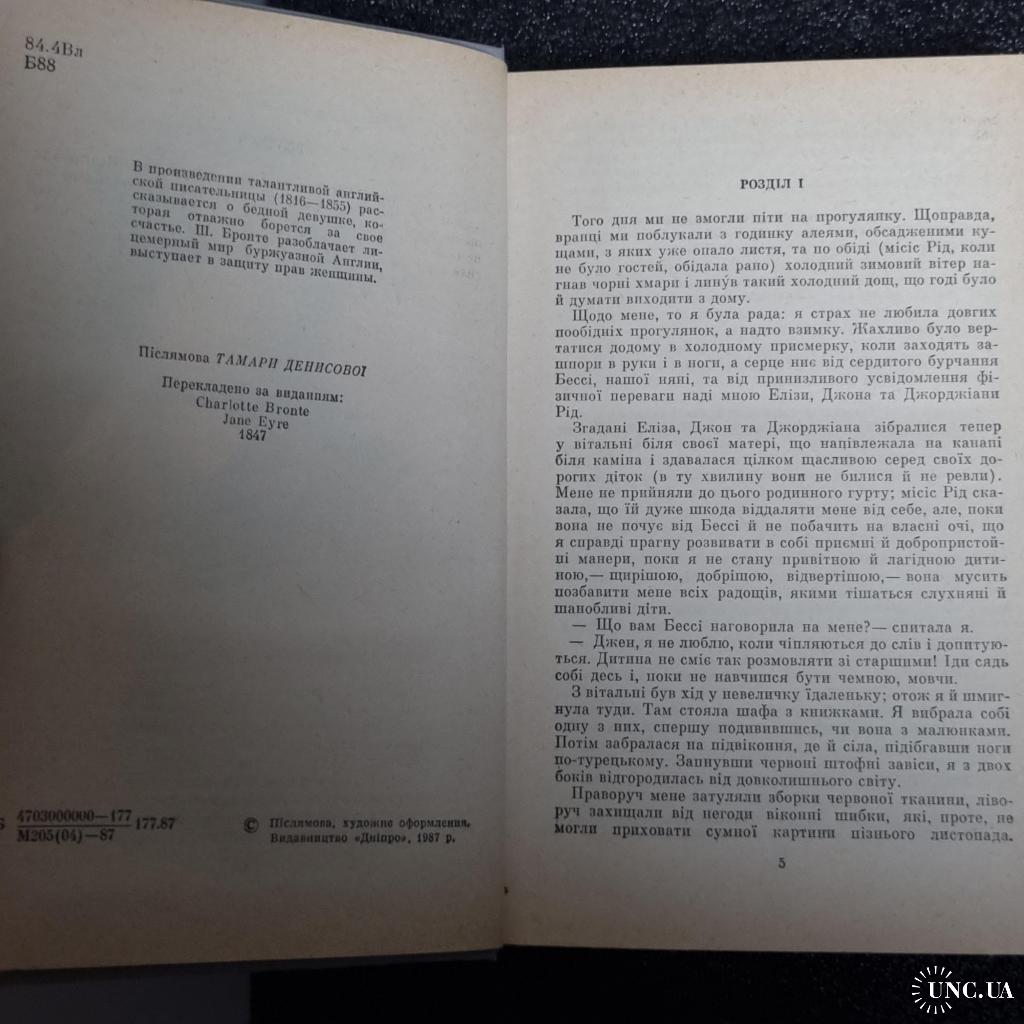 84.4Вл
Б88
В произведении талантливой англий-
ской писательницы (1816—1855) рас-
сказывается о бедной девушке, ко-
торая отважно борется за свое
счастье. Ш. Бронте разоблачает ли-
цемерный мир буржуазной Англии,
выступает в защиту прав женщины.
Післямова ТАМАРИ ДЕНИСОВОЇ
Перекладено за виданням:
Charlotte Bronte
Jane Eyre
1847
Б 4703000000—177
М205(04)—87
177.87
© Післямова, художнє оформлення.
Видавництво «Дніпро», 1987 р.
РОЗДІЛ І
Того дня ми не змогли піти на прогулянку. Щоправда,
вранці ми поблукали з годинку алеями, обсадженими ку-
щами, з яких уже опало листя, та по обіді (місіс Рід, коли
не було гостей, обідала рано) холодний зимовий вітер на-
гнав чорні хмари і лину́в такий холодний дощ, що годі було
й думати виходити з дому.
Щодо мене, то я була рада: я страх не любила довгих
пообідніх прогулянок, а надто взимку. Жахливо було вер-
татися додому в холодному присмерку, коли заходять за-
шпори в руки і в ноги, а серце ниє від сердитого бурчання
Бессі, нашої няні, та від принизливого усвідомлення фі-
зичної переваги наді мною Елізи, Джона та Джорджіани
Рід.
Згадані Еліза, Джон та Джорджіана зібралися тепер
у вітальні біля своєї матері, що напівлежала на канапі
біля каміна і здавалася цілком щасливою серед своїх до-
рогих діток (в ту хвилину вони не билися й не ревли).
Мене не прийняли до цього родинного гурту; місіс Рід ска-
зала, що їй дуже шкода віддаляти мене від себе, але, поки
вона не почує від Бессі й не побачить на власні очі, що
я справді прагну розвивати в собі приємні й добропристой-
ні манери, поки я не стану привітною й лагідною дити-
ною,— щирішою, добрішою, відвертішою,— вона мусить
позбавити мене всіх радощів, якими тішаться слухняні й
шанобливі діти.
— Що вам Бессі наговорила на мене?— спитала я.
— Джен, я не люблю, коли чіпляються до слів і допитую-
ться. Дитина не сміє так розмовляти зі старшими! Іди сядь
собі десь і, поки не навчишся бути чемною, мовчи.
З вітальні був хід у невеличку їдаленьку; отож я й шмиг-
нула туди. Там стояла шафа з книжками. Я вибрала собі
одну з них, спершу подивившись, чи вона з малюнками.
Потім забралася на підвіконня, де й сіла, підібгавши ноги
по-турецькому. Запнувши червоні штофні завіси, я з двох
боків відгородилась від довколишнього світу.
Праворуч мене затуляли зборки червоної тканини, ліво-
руч захищали від негоди віконні шибки, які, проте, не
могли приховати сумної картини пізнього листопада.
5
UNC.UA